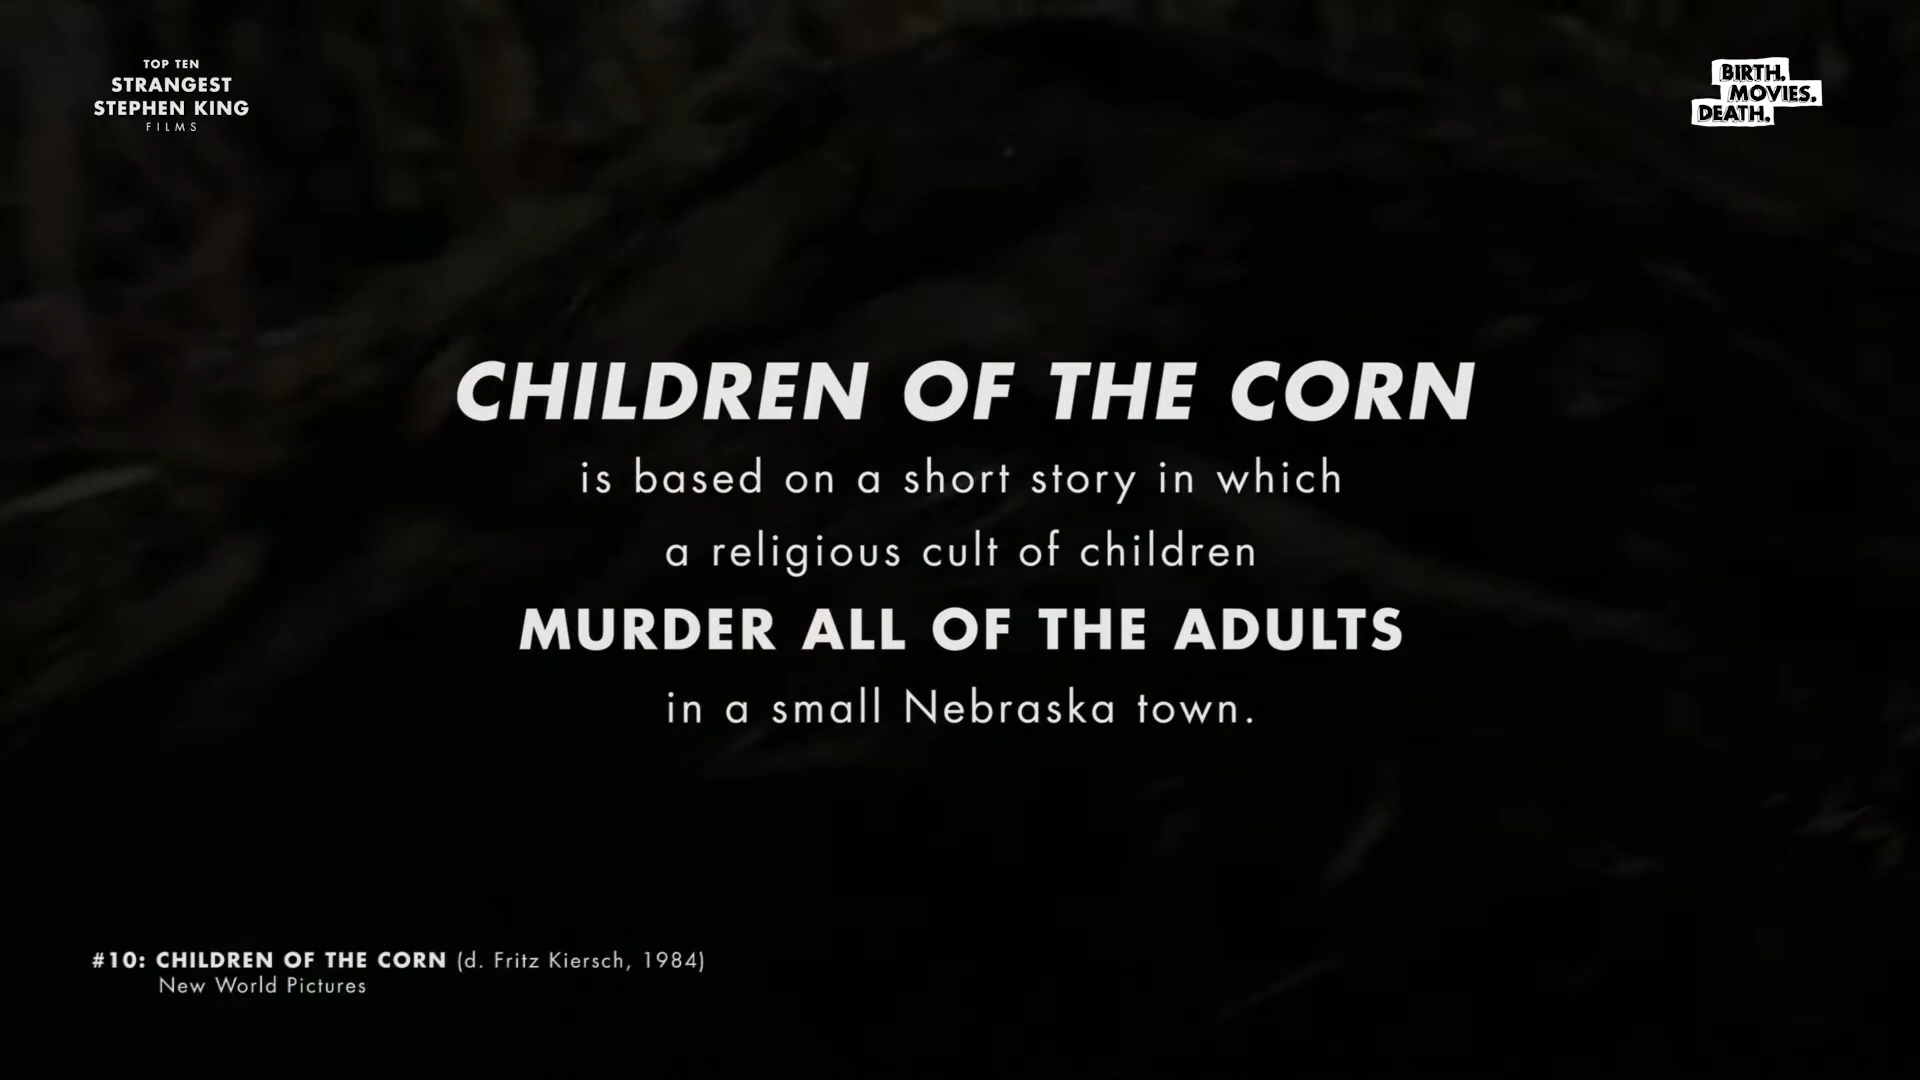 TOP TEN
STRANGEST
STEPHEN KING
FILMS
BIRTH.
MOVIES.
DEATH.
CHILDREN OF THE CORN
is based on a short story in which
a religious cult of children
MURDER ALL OF THE ADULTS
in a small Nebraska town.
#10: CHILDREN OF THE CORN (d. Fritz Kiersch, 1984)
New World Pictures